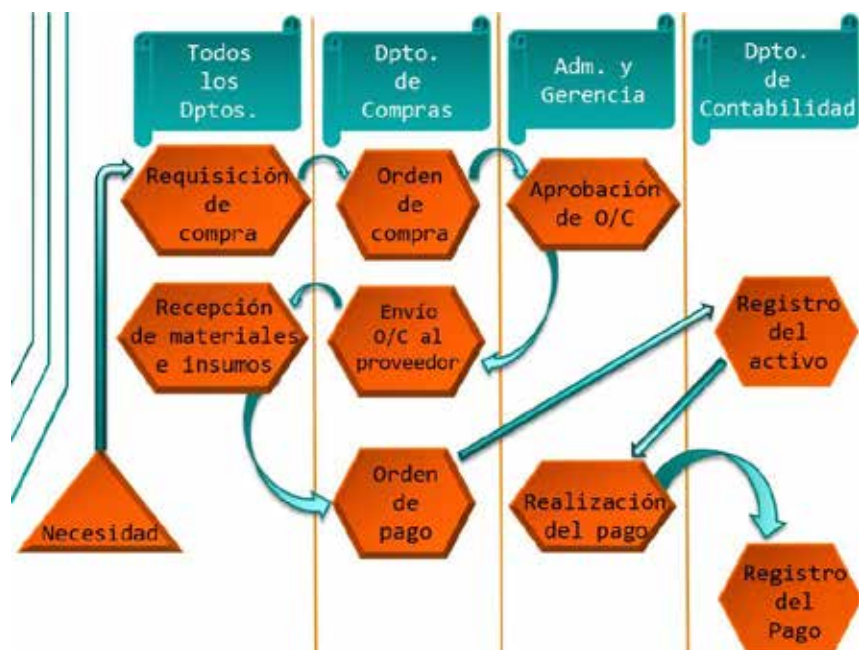 Todos
los
Dptos.
Dpto.
de
Compras
Adm. y
Gerencia
Dpto.
de
Contabilidad
Requisición
de
compra
Orden
de
compra
Aprobación
de O/C
Recepción
de materiales
e insumos
Envío
O/C al
proveedor
Registro
del
activo
Necesidad
Orden
de
pago
Realización
del pago
Registro
del
Pago